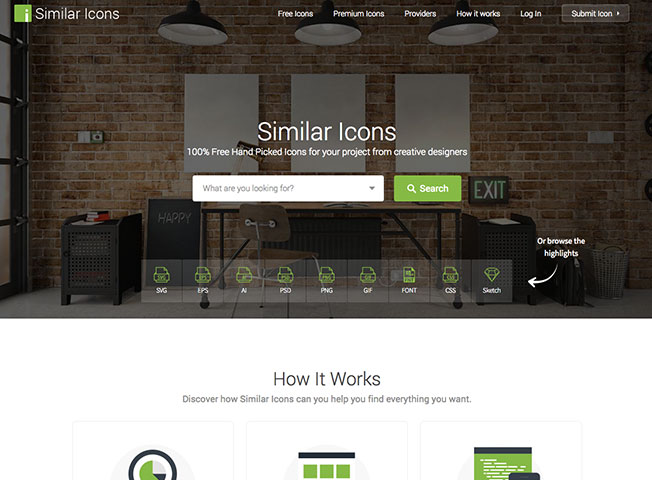 Similar Icons
Free Icons
Premium Icons
Providers
How it works
Log In
Submit Icon
Similar Icons
100% Free Hand Picked Icons for your project from creative designers
What are you looking for?
Search
EXIT
HAPPY
Or browse the
highlights
SVG
EPS
AI
PSD
PNG
GIF
FONT
CSS
Sketch
How It Works
Discover how Similar Icons can you help you find everything you want.